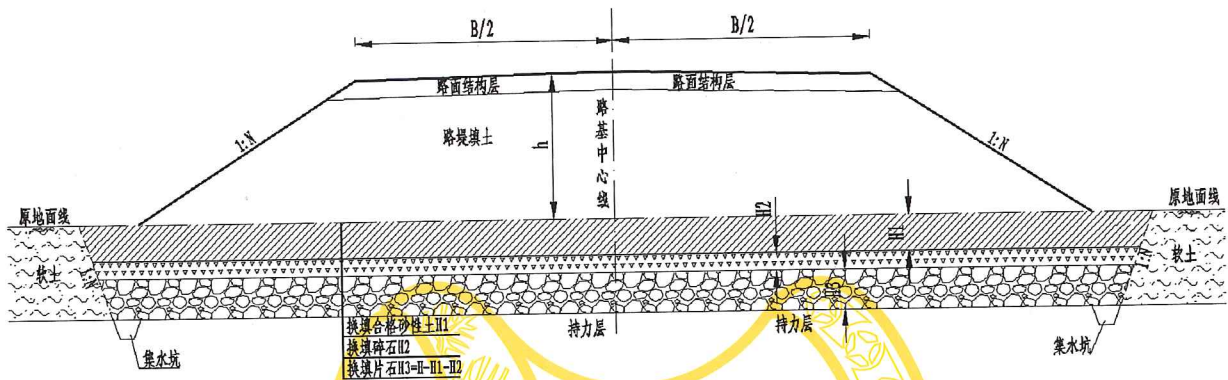 B/2
B/2
路面结构层
路面结构层
路堤填土
h
路基中心线
1:N
1:N
原地面线
原地面线
H2
H1
软土
软土
H3
换填合格砂性土H1
换填碎石H2
换填片石H3=H-H1-H2
持力层
持力层
集水坑
集水坑